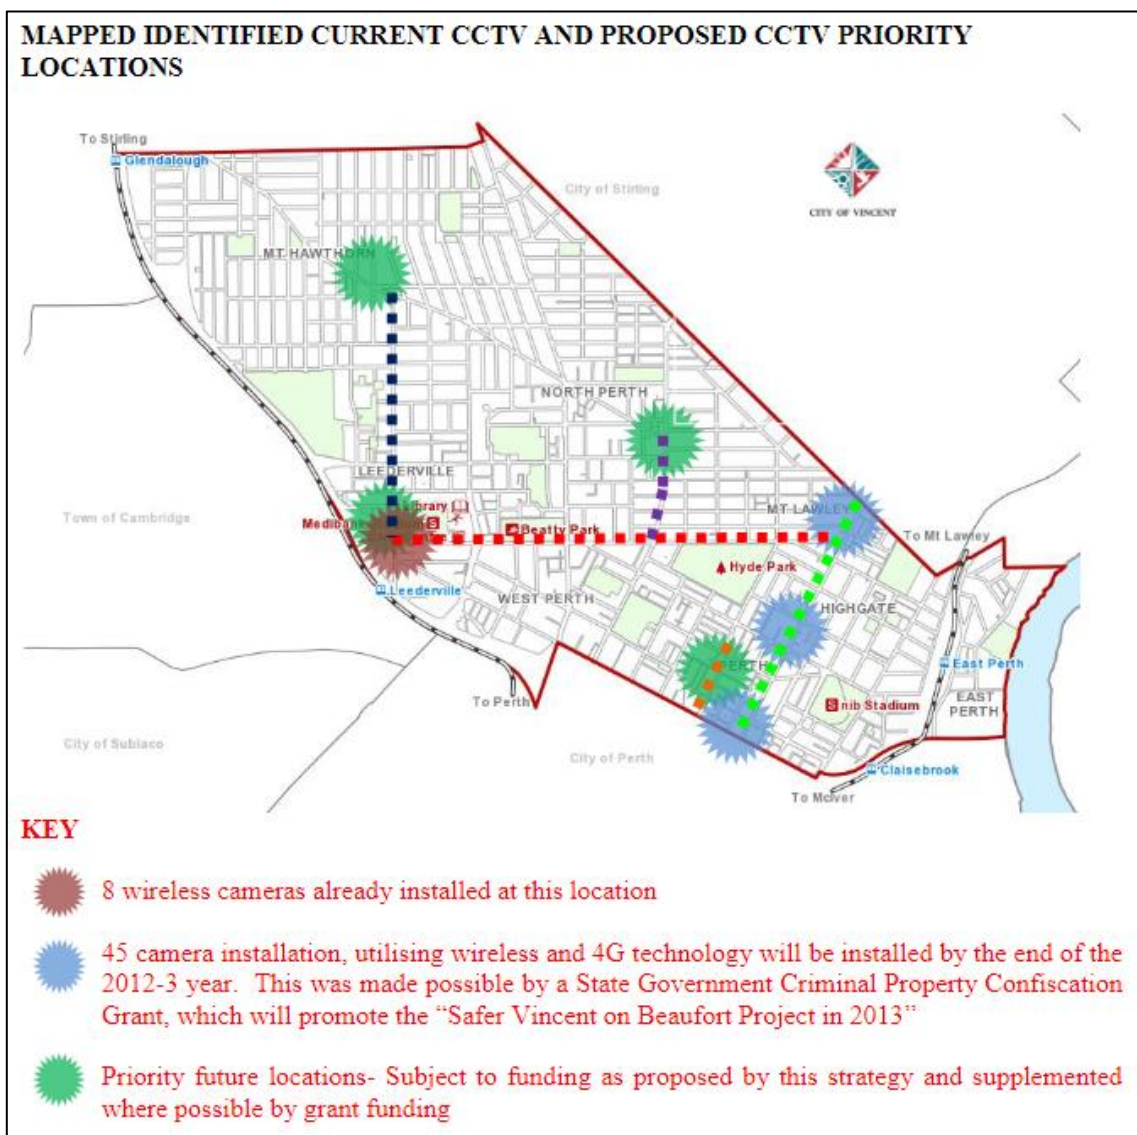 MAPPED IDENTIFIED CURRENT CCTV AND PROPOSED CCTV PRIORITY
LOCATIONS
To Stirling
Glendalough
City of Stirling
CITY OF VINCENT
MT HAWTHORN
NORTH PERTH
LEEDERVILLE
Library
Medibank
Beatty Park
MT LAWLEY
Town of Cambridge
To Mt Lawley
Hyde Park
Leederville
WEST PERTH
HIGHGATE
PERTH
East Perth
EAST
PERTH
nib Stadium
To Perth
City of Subiaco
City of Perth
Claisebrook
To McIver
KEY
8 wireless cameras already installed at this location
45 camera installation, utilising wireless and 4G technology will be installed by the end of the
2012-3 year. This was made possible by a State Government Criminal Property Confiscation
Grant, which will promote the “Safer Vincent on Beaufort Project in 2013”
Priority future locations- Subject to funding as proposed by this strategy and supplemented
where possible by grant funding